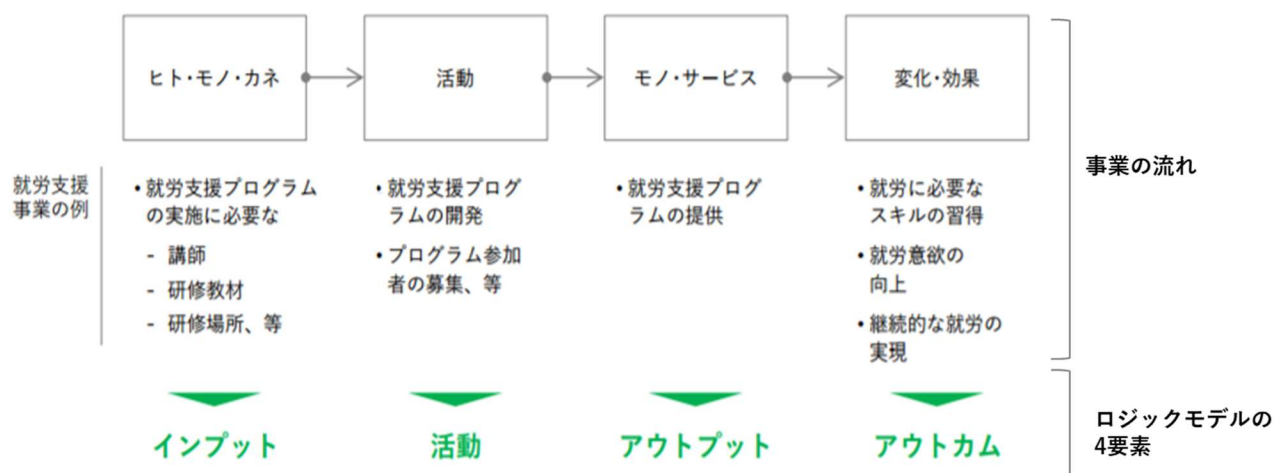 ヒト・モノ・カネ
活動
モノ・サービス
変化・効果
事業の流れ
就労支援
事業の例
・就労支援プログラム
の実施に必要な
- 講師
- 研修教材
- 研修場所、等
・就労支援プログ
ラムの開発
・プログラム参加
者の募集、等
・就労支援プログ
ラムの提供
・就労に必要な
スキルの習得
・就労意欲の
向上
・継続的な就労の
実現
インプット
活動
アウトプット
アウトカム
ロジックモデルの
4要素